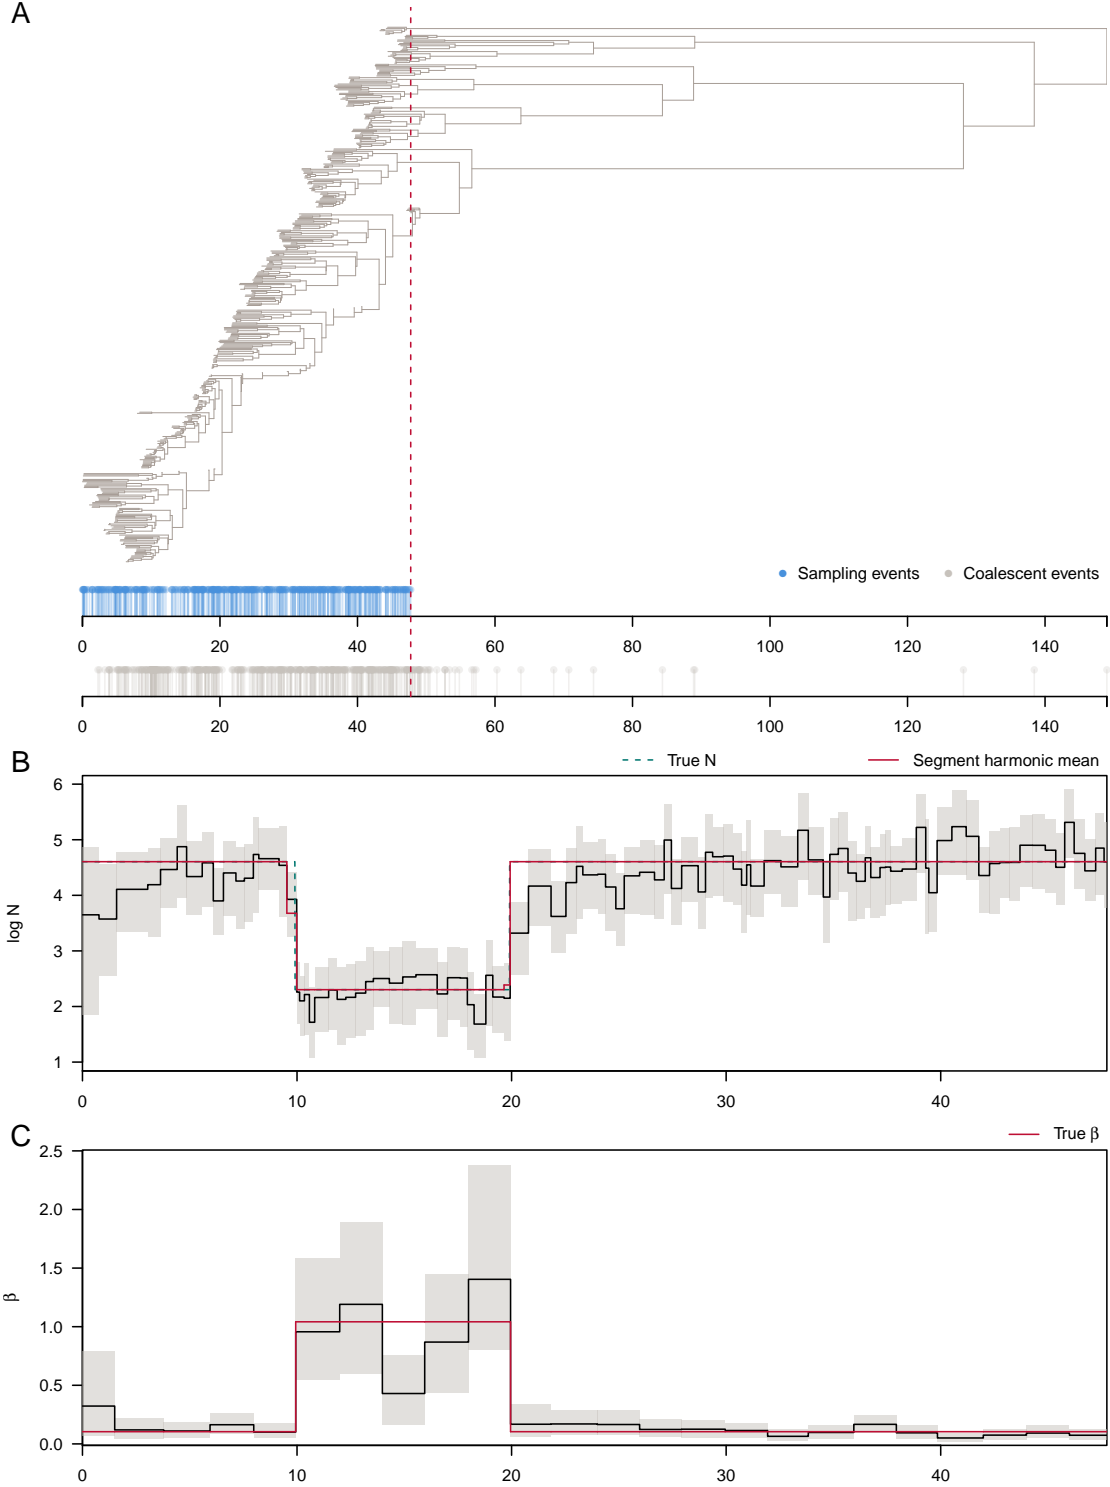 A
Sampling events Coalescent events
0 20 40 60 80 100 120 140
0 20 40 60 80 100 120 140
B
True N Segment harmonic mean
6
5
4
3
2
1
log N
0 10 20 30 40
C
True β
2.5
2.0
1.5
1.0
0.5
0.0
β
0 10 20 30 40